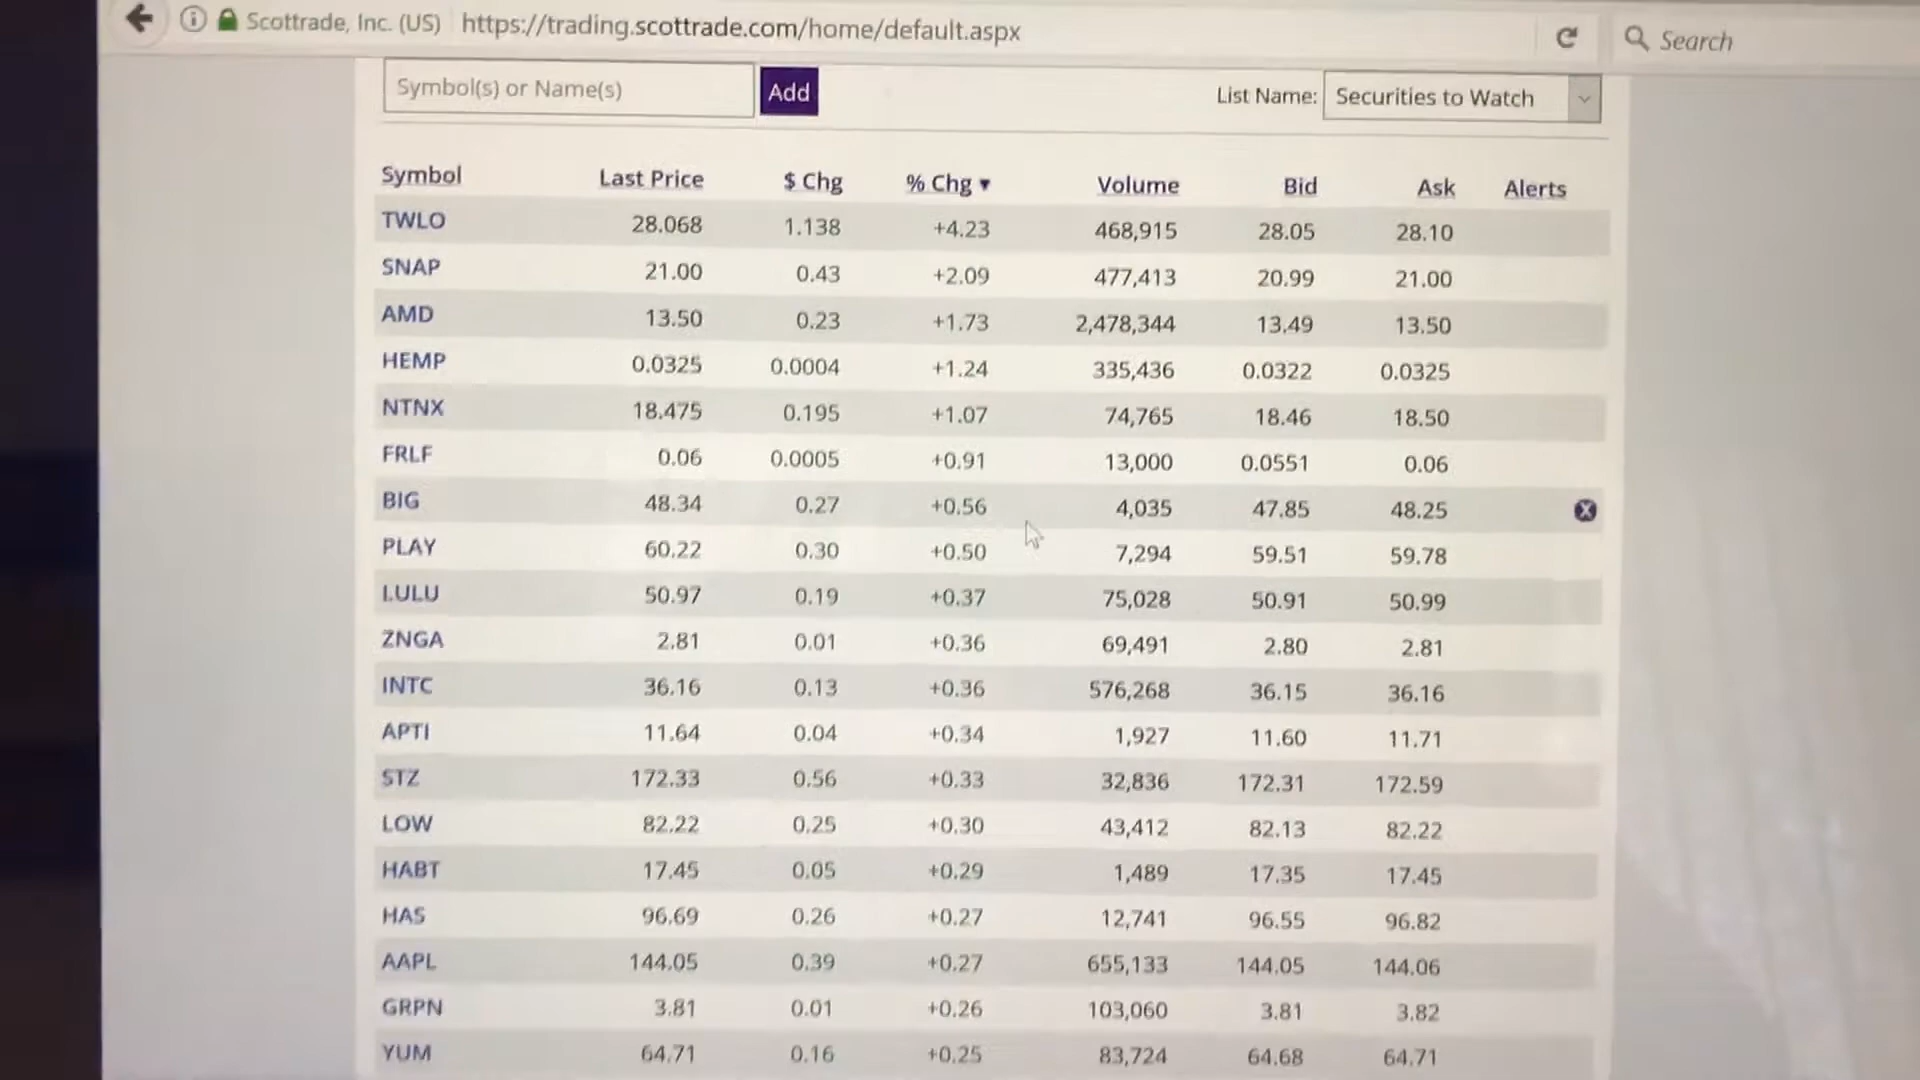 Scottrade, Inc. (US) https://trading.scottrade.com/home/default.aspx Search
Symbol(s) or Name(s) Add List Name: Securities to Watch
Symbol Last Price $ Chg % Chg ▼ Volume Bid Ask Alerts
TWLO 28.068 1.138 +4.23 468,915 28.05 28.10
SNAP 21.00 0.43 +2.09 477,413 20.99 21.00
AMD 13.50 0.23 +1.73 2,478,344 13.49 13.50
HEMP 0.0325 0.0004 +1.24 335,436 0.0322 0.0325
NTNX 18.475 0.195 +1.07 74,765 18.46 18.50
FRLF 0.06 0.0005 +0.91 13,000 0.0551 0.06
BIG 48.34 0.27 +0.56 4,035 47.85 48.25
PLAY 60.22 0.30 +0.50 7,294 59.51 59.78
LULU 50.97 0.19 +0.37 75,028 50.91 50.99
ZNGA 2.81 0.01 +0.36 69,491 2.80 2.81
INTC 36.16 0.13 +0.36 576,268 36.15 36.16
APTI 11.64 0.04 +0.34 1,927 11.60 11.71
STZ 172.33 0.56 +0.33 32,836 172.31 172.59
LOW 82.22 0.25 +0.30 43,412 82.13 82.22
HABT 17.45 0.05 +0.29 1,489 17.35 17.45
HAS 96.69 0.26 +0.27 12,741 96.55 96.82
AAPL 144.05 0.39 +0.27 655,133 144.05 144.06
GRPN 3.81 0.01 +0.26 103,060 3.81 3.82
YUM 64.71 0.16 +0.25 83,724 64.68 64.71